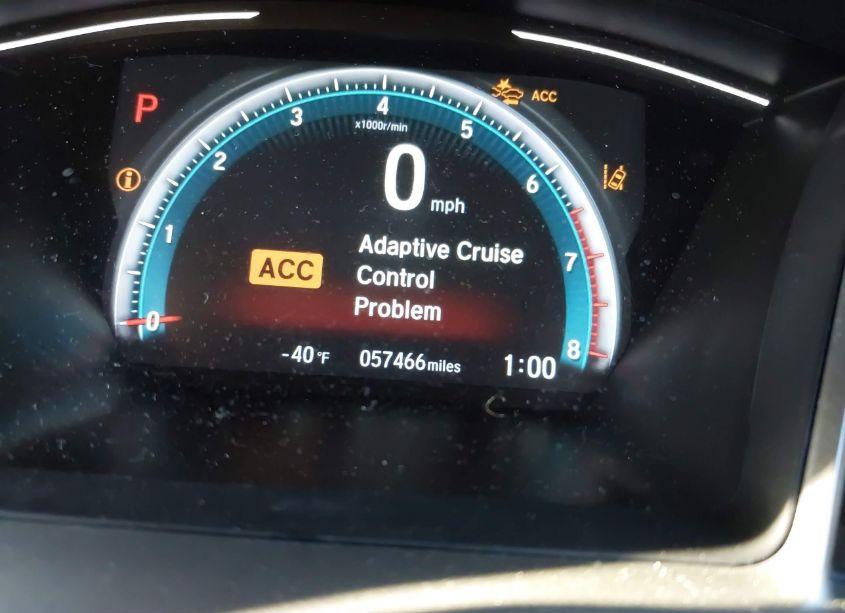 P
ACC
4
3
5
x1000r/min
2
6
0 mph
1
7
Adaptive Cruise
ACC
Control
Problem
0
8
-40°F 057466 miles 1:00